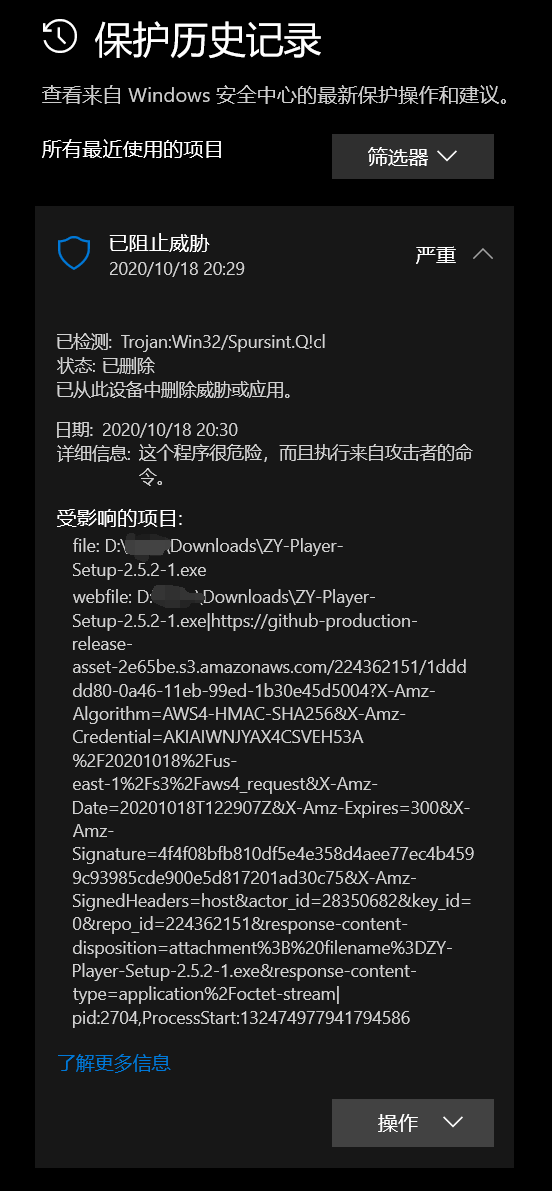 保护历史记录
查看来自 Windows 安全中心的最新保护操作和建议。
所有最近使用的项目
筛选器
已阻止威胁
2020/10/18 20:29
严重
已检测: Trojan:Win32/Spursint.Q!cl
状态: 已删除
已从此设备中删除威胁或应用。
日期: 2020/10/18 20:30
详细信息: 这个程序很危险，而且执行来自攻击者的命
令。
受影响的项目:
file: D:\ \Downloads\ZY-Player-
Setup-2.5.2-1.exe
webfile: D: \Downloads\ZY-Player-
Setup-2.5.2-1.exe|https://github-production-
release-
asset-2e65be.s3.amazonaws.com/224362151/1ddd
dd80-0a46-11eb-99ed-1b30e45d5004?X-Amz-
Algorithm=AWS4-HMAC-SHA256&X-Amz-
Credential=AKIAIWNJYAX4CSVEH53A
%2F20201018%2Fus-
east-1%2Fs3%2Faws4_request&X-Amz-
Date=20201018T122907Z&X-Amz-Expires=300&X-
Amz-
Signature=4f4f08bfb810df5e4e358d4aee77ec4b459
9c93985cde900e5d817201ad30c75&X-Amz-
SignedHeaders=host&actor_id=28350682&key_id=
0&repo_id=224362151&response-content-
disposition=attachment%3B%20filename%3DZY-
Player-Setup-2.5.2-1.exe&response-content-
type=application%2Foctet-stream|
pid:2704,ProcessStart:132474977941794586
了解更多信息
操作